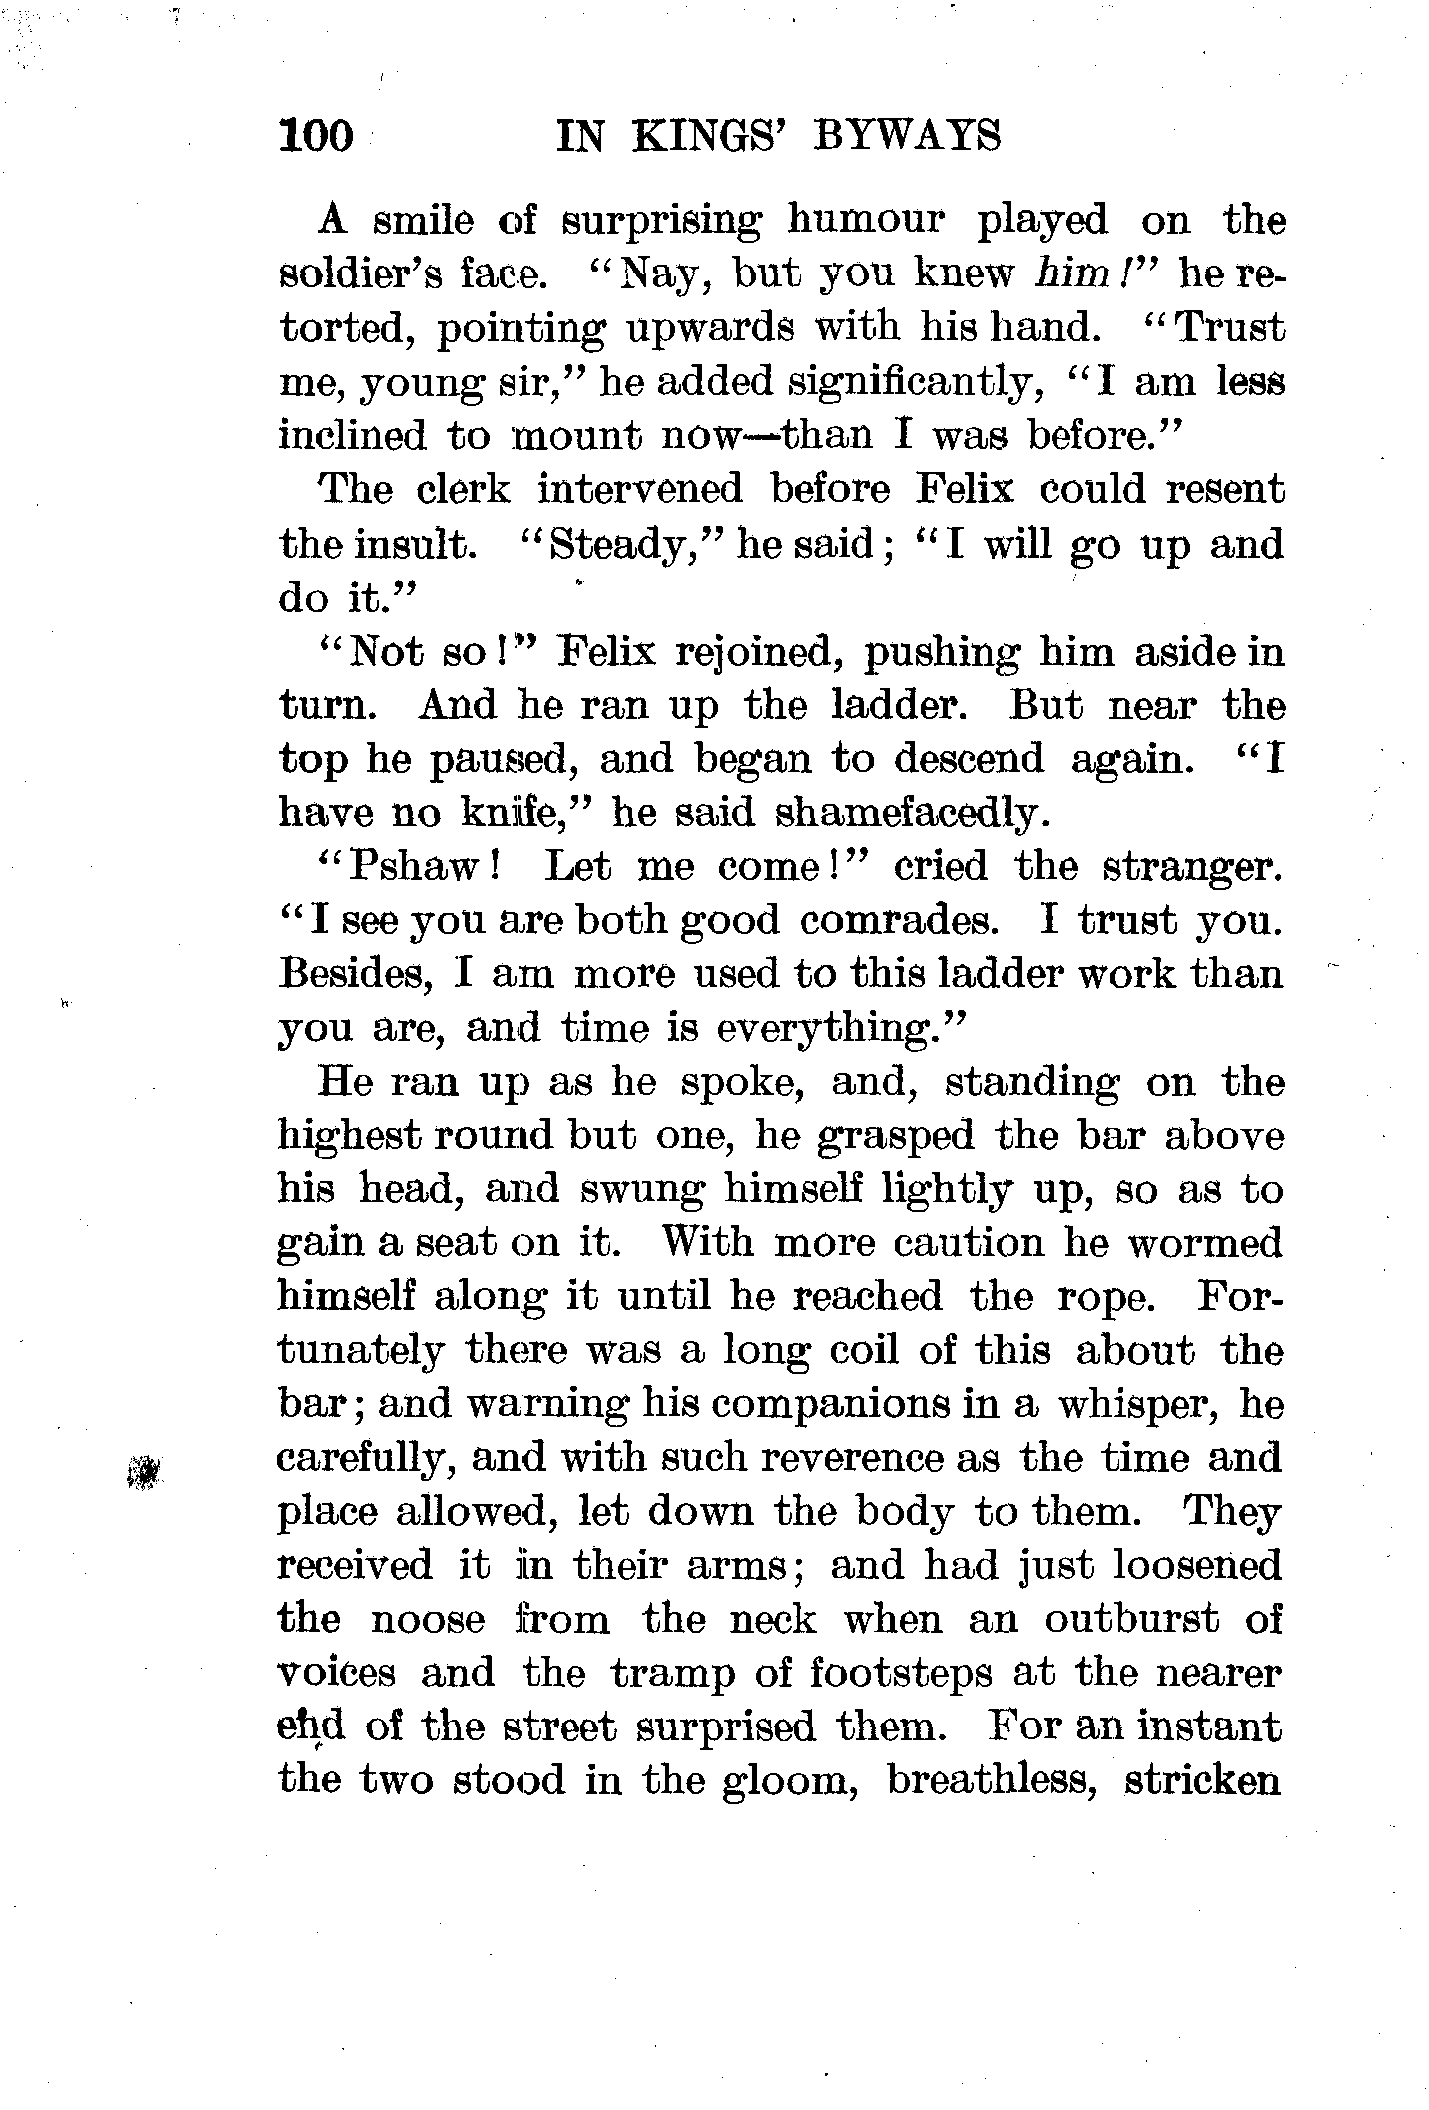 100 IN KINGS' BYWAYS
A smile of surprising humour played on the
soldier's face. "Nay, but you knew him!" he re-
torted, pointing upwards with his hand. "Trust
me, young sir," he added significantly, "I am less
inclined to mount now—than I was before."
The clerk intervened before Felix could resent
the insult. "Steady," he said; "I will go up and
do it."
"Not so!" Felix rejoined, pushing him aside in
turn. And he ran up the ladder. But near the
top he paused, and began to descend again. "I
have no knife," he said shamefacedly.
"Pshaw! Let me come!" cried the stranger.
"I see you are both good comrades. I trust you.
Besides, I am more used to this ladder work than
you are, and time is everything."
He ran up as he spoke, and, standing on the
highest round but one, he grasped the bar above
his head, and swung himself lightly up, so as to
gain a seat on it. With more caution he wormed
himself along it until he reached the rope. For-
tunately there was a long coil of this about the
bar; and warning his companions in a whisper, he
carefully, and with such reverence as the time and
place allowed, let down the body to them. They
received it in their arms; and had just loosened
the noose from the neck when an outburst of
voices and the tramp of footsteps at the nearer
end of the street surprised them. For an instant
the two stood in the gloom, breathless, stricken